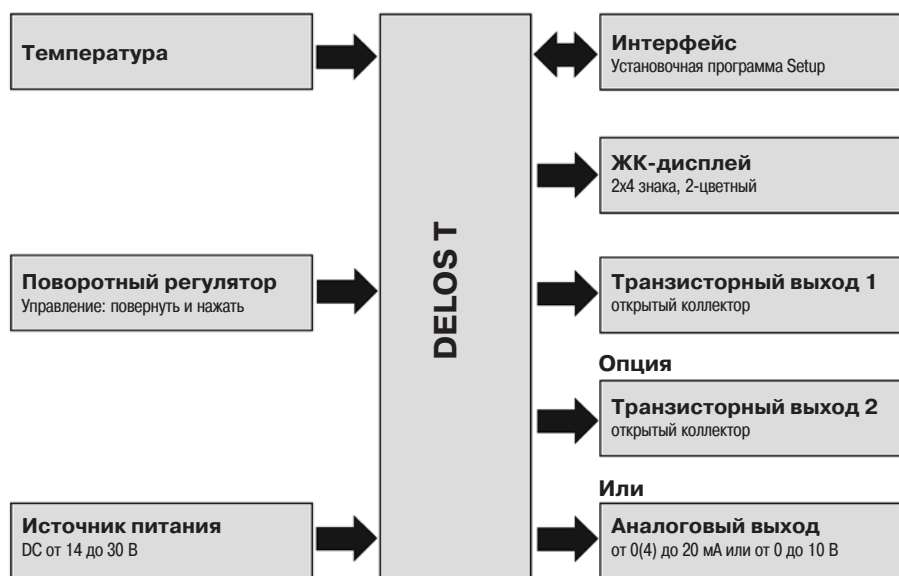 Температура
Поворотный регулятор
Управление: повернуть и нажать
Источник питания
DC от 14 до 30 В
DELOS T
Интерфейс
Установочная программа Setup
ЖК-дисплей
2x4 знака, 2-цветный
Транзисторный выход 1
открытый коллектор
Опция
Транзисторный выход 2
открытый коллектор
Или
Аналоговый выход
от 0(4) до 20 мА или от 0 до 10 В